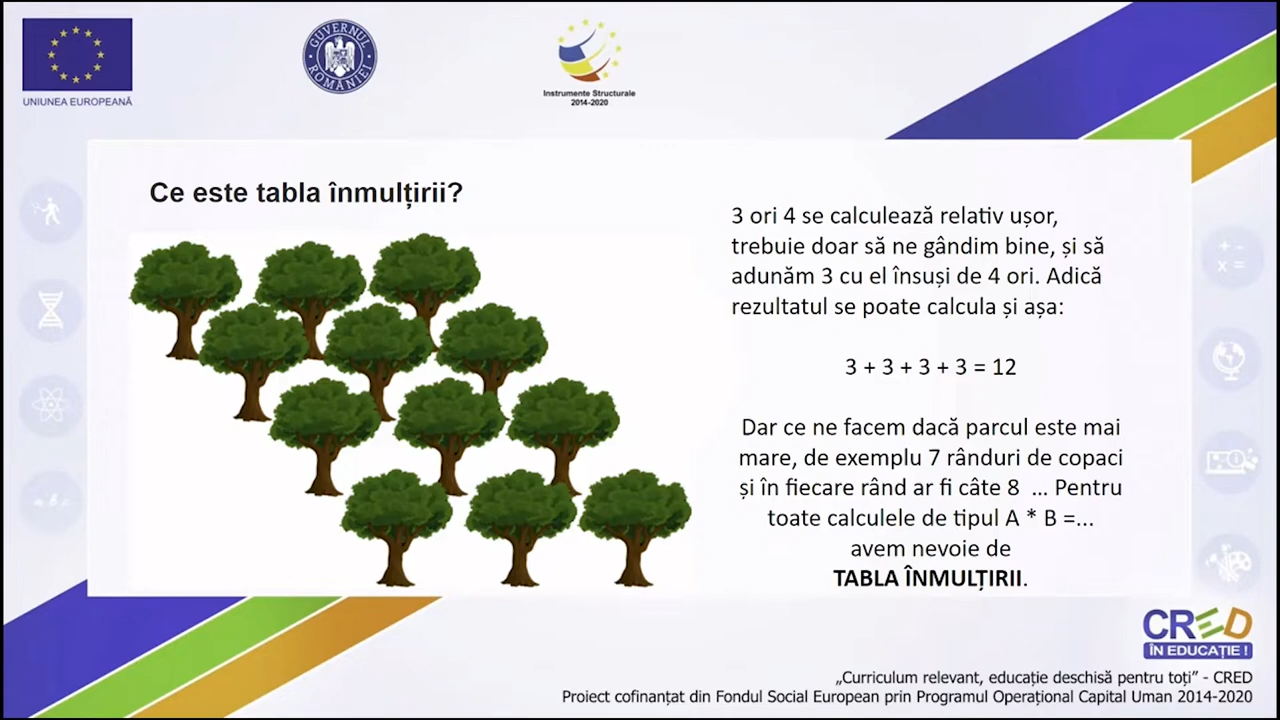 UNIUNEA EUROPEANĂ
GUVERNUL ROMÂNIEI
Instrumente Structurale
2014-2020
Ce este tabla înmulțirii?
3 ori 4 se calculează relativ ușor,
trebuie doar să ne gândim bine, și să
adunăm 3 cu el însuși de 4 ori. Adică
rezultatul se poate calcula și așa:
3 + 3 + 3 + 3 = 12
Dar ce ne facem dacă parcul este mai
mare, de exemplu 7 rânduri de copaci
și în fiecare rând ar fi câte 8 ... Pentru
toate calculele de tipul A * B =...
avem nevoie de
TABLA ÎNMULȚIRII.
CRED
ÎN EDUCAȚIE !
„Curriculum relevant, educație deschisă pentru toți” - CRED
Proiect cofinanțat din Fondul Social European prin Programul Operațional Capital Uman 2014-2020